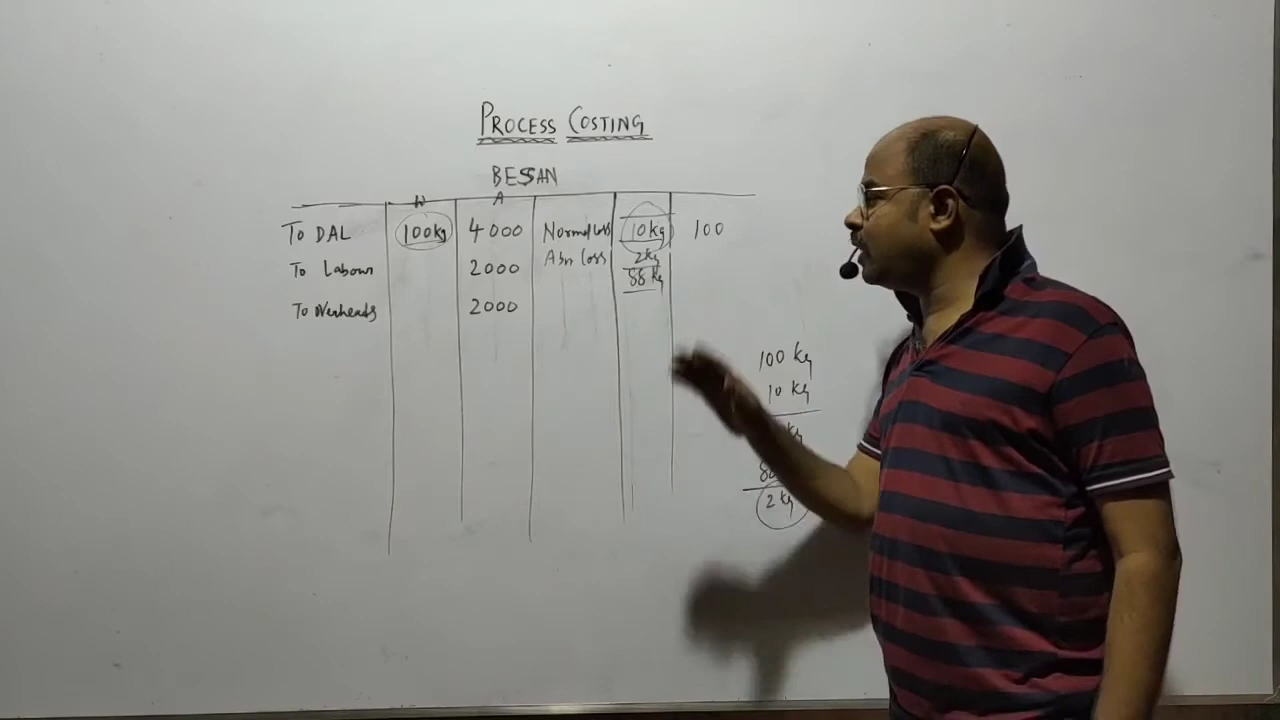 PROCESS COSTING
BESAN
W A
To DAL 100kg 4000 Normal Loss 10kg 100
To Labour 2000 Abn Loss 2kg
88 kg
To Overheads 2000
100 kg
10 kg
kg
2 kg